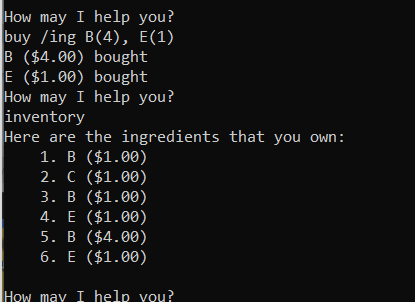 How may I help you?
buy /ing B(4), E(1)
B ($4.00) bought
E ($1.00) bought
How may I help you?
inventory
Here are the ingredients that you own:
1. B ($1.00)
2. C ($1.00)
3. B ($1.00)
4. E ($1.00)
5. B ($4.00)
6. E ($1.00)
How may I help you?